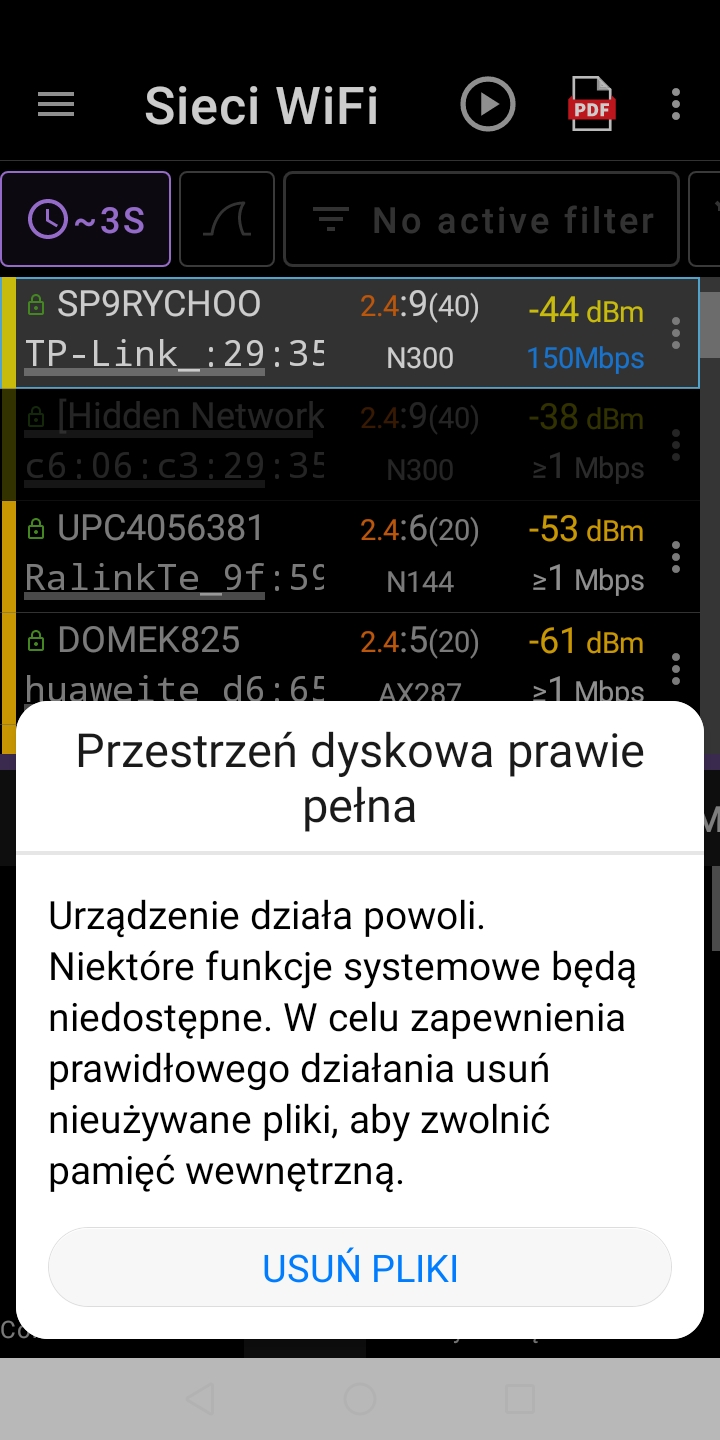 Sieci WiFi
PDF
~3S
No active filter
SP9RYCHOO 2.4:9(40) -44 dBm
TP-Link_:29:35 N300 150Mbps
[Hidden Network 2.4:9(40) -38 dBm
c6:06:c3:29:35 N300 ≥1 Mbps
UPC4056381 2.4:6(20) -53 dBm
RalinkTe_9f:59 N144 ≥1 Mbps
DOMEK825 2.4:5(20) -61 dBm
huaweite_d6:65 AX287 ≥1 Mbps
Przestrzeń dyskowa prawie
pełna
Urządzenie działa powoli.
Niektóre funkcje systemowe będą
niedostępne. W celu zapewnienia
prawidłowego działania usuń
nieużywane pliki, aby zwolnić
pamięć wewnętrzną.
USUŃ PLIKI